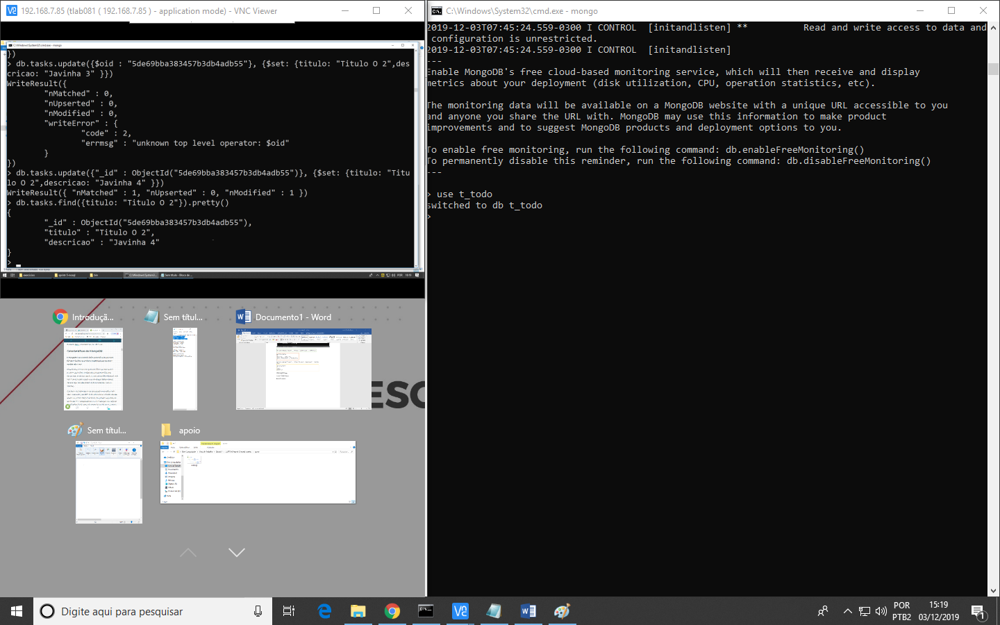 192.168.7.85 (tlab081 ( 192.168.7.85 ) - application mode) - VNC Viewer
C:\Windows\System32\cmd.exe - mongo
})
> db.tasks.update({$oid : "5de69bba383457b3db4adb55"}, {$set: {titulo: "Titulo O 2",des
cricao: "Javinha 3" }})
WriteResult({
"nMatched" : 0,
"nUpserted" : 0,
"nModified" : 0,
"writeError" : {
"code" : 2,
"errmsg" : "unknown top level operator: $oid"
}
})
> db.tasks.update({"_id" : ObjectId("5de69bba383457b3db4adb55")}, {$set: {titulo: "Titu
lo O 2",descricao: "Javinha 4" }})
WriteResult({ "nMatched" : 1, "nUpserted" : 0, "nModified" : 1 })
> db.tasks.find({titulo: "Titulo O 2"}).pretty()
{
"_id" : ObjectId("5de69bba383457b3db4adb55"),
"titulo" : "Titulo O 2",
"descricao" : "Javinha 4"
}
>
Introduçã...
Sem títul...
Documento1 - Word
ESC
Sem títul...
apoio
C:\Windows\System32\cmd.exe - mongo
2019-12-03T07:45:24.559-0300 I CONTROL [initandlisten] ** Read and write access to data and
configuration is unrestricted.
2019-12-03T07:45:24.559-0300 I CONTROL [initandlisten]
---
Enable MongoDB's free cloud-based monitoring service, which will then receive and display
metrics about your deployment (disk utilization, CPU, operation statistics, etc).
The monitoring data will be available on a MongoDB website with a unique URL accessible to you
and anyone you share the URL with. MongoDB may use this information to make product
improvements and to suggest MongoDB products and deployment options to you.
To enable free monitoring, run the following command: db.enableFreeMonitoring()
To permanently disable this reminder, run the following command: db.disableFreeMonitoring()
---
> use t_todo
switched to db t_todo
>
Digite aqui para pesquisar
POR
PTB2
15:19
03/12/2019
1